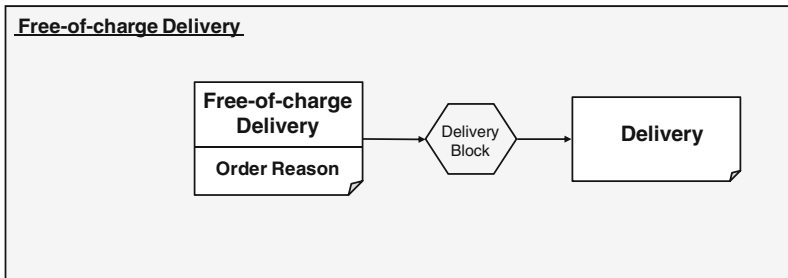 Free-of-charge Delivery
Free-of-charge
Delivery
Order Reason
Delivery
Block
Delivery